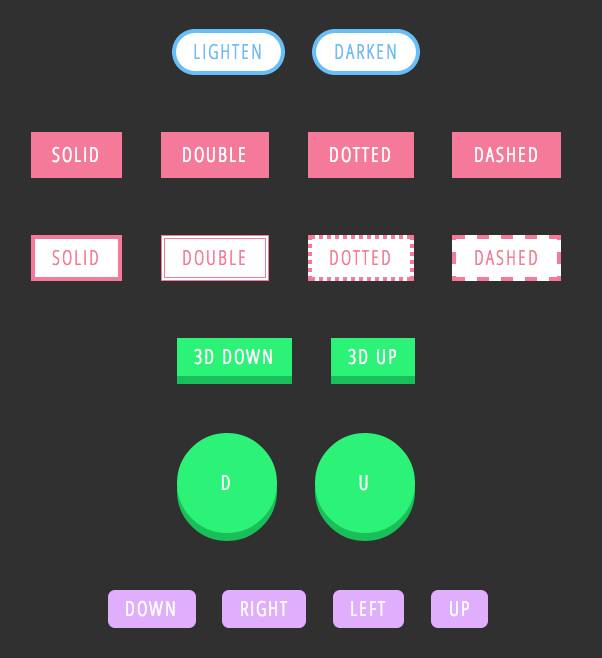 LIGHTEN DARKEN
SOLID DOUBLE DOTTED DASHED
SOLID DOUBLE DOTTED DASHED
3D DOWN 3D UP
D U
DOWN RIGHT LEFT UP